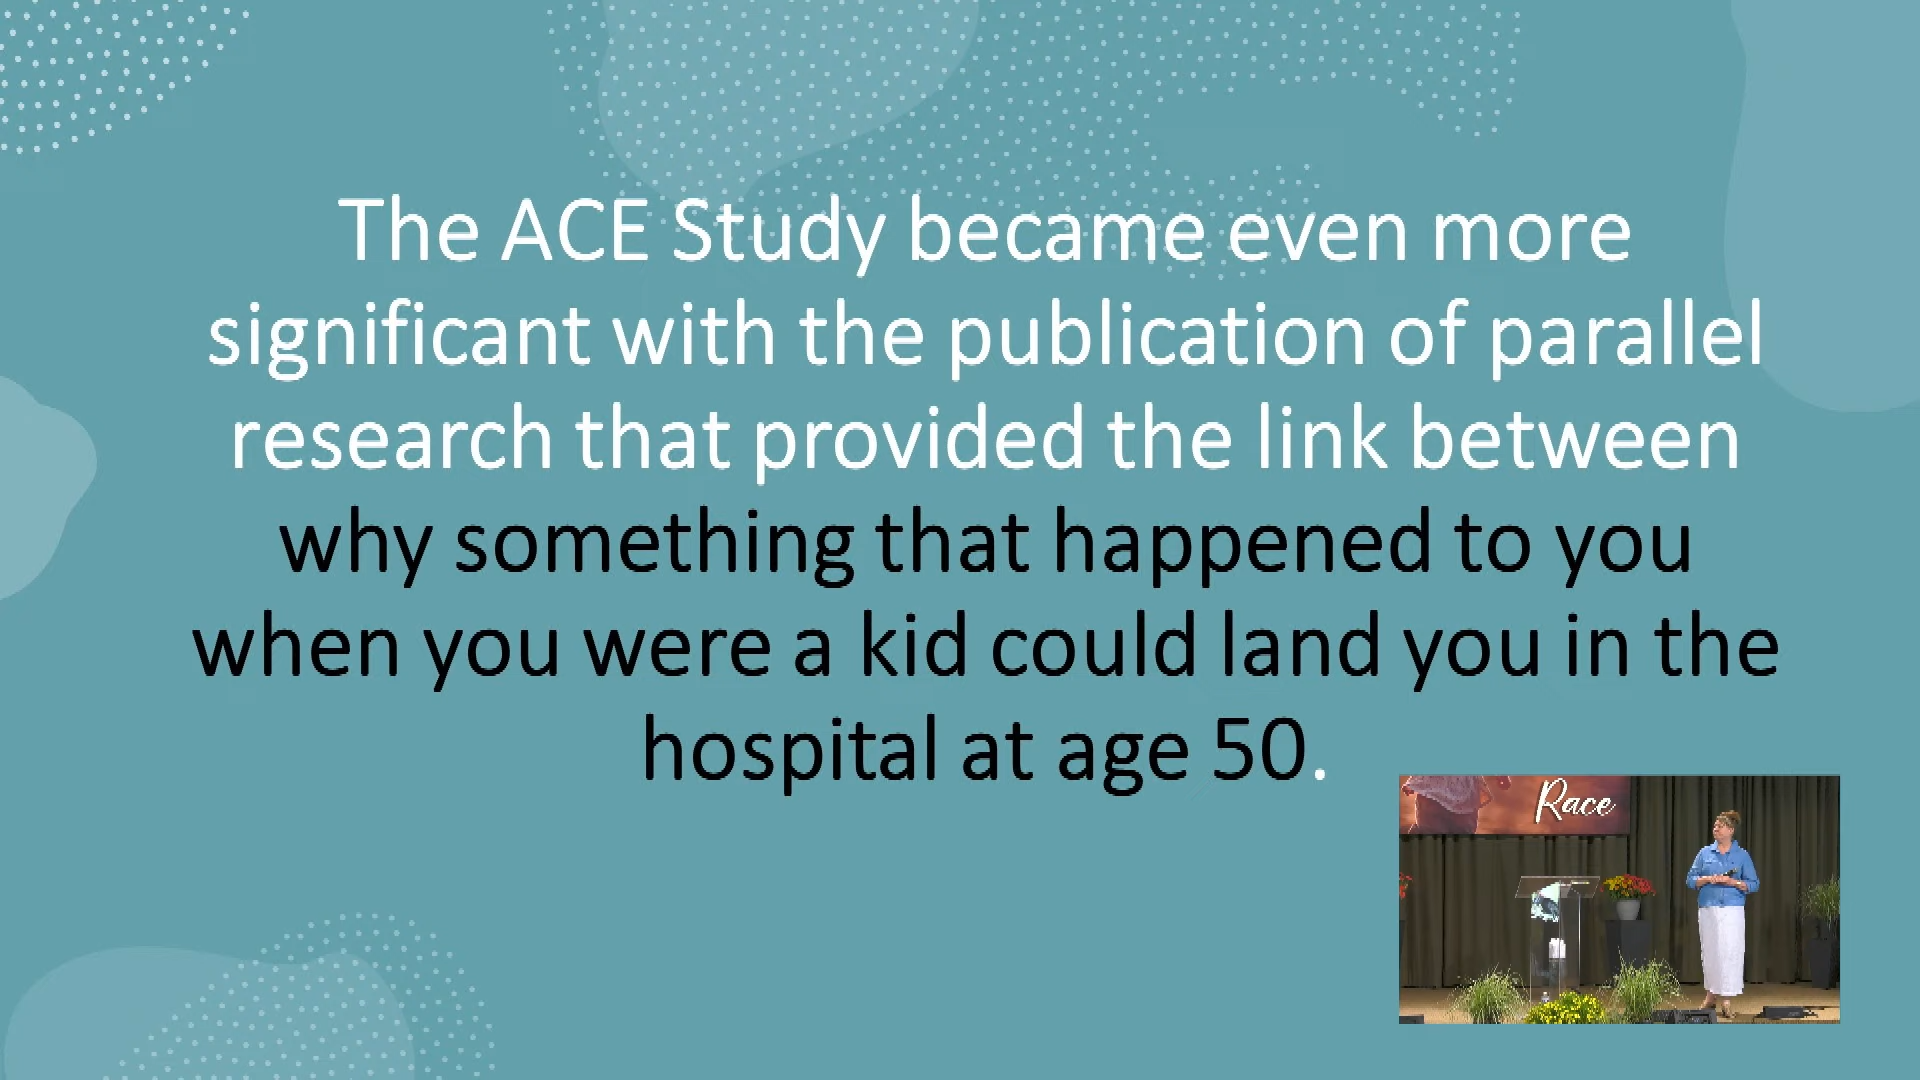 The ACE Study became even more
significant with the publication of parallel
research that provided the link between
why something that happened to you
when you were a kid could land you in the
hospital at age 50.
Race